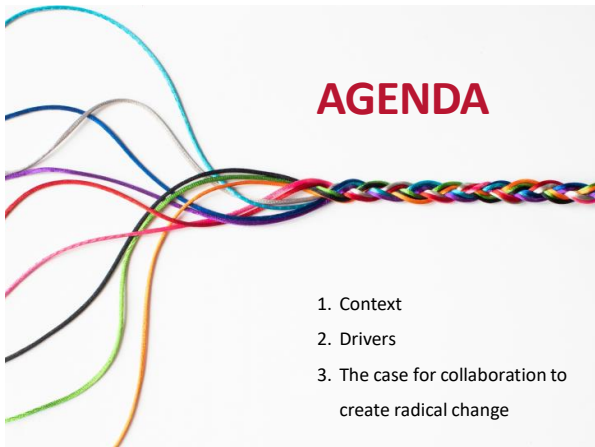 AGENDA
1. Context
2. Drivers
3. The case for collaboration to
create radical change